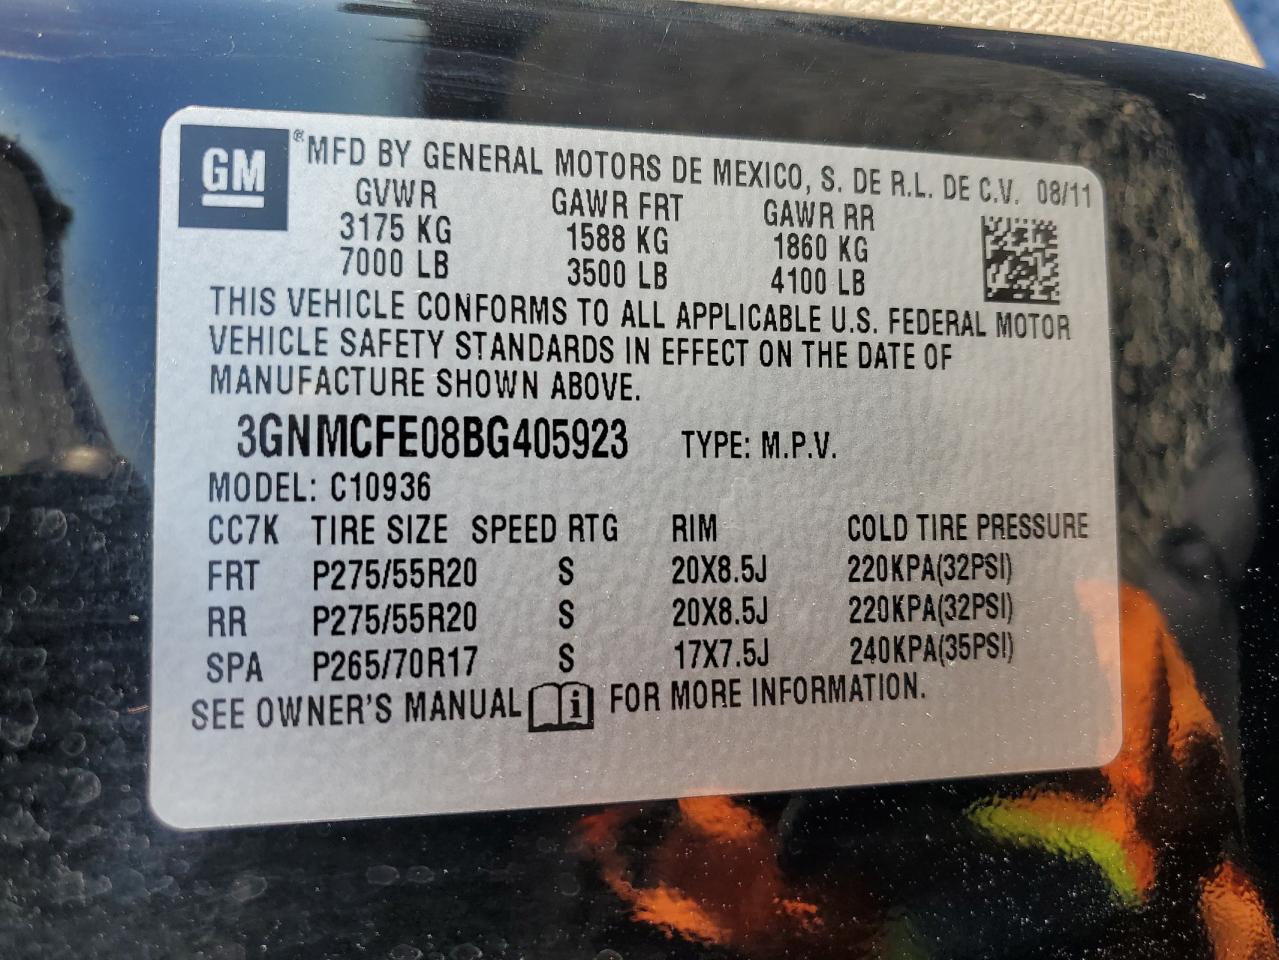 GM
®MFD BY GENERAL MOTORS DE MEXICO, S. DE R.L. DE C.V. 08/11
GVWR GAWR FRT GAWR RR
3175 KG 1588 KG 1860 KG
7000 LB 3500 LB 4100 LB
THIS VEHICLE CONFORMS TO ALL APPLICABLE U.S. FEDERAL MOTOR
VEHICLE SAFETY STANDARDS IN EFFECT ON THE DATE OF
MANUFACTURE SHOWN ABOVE.
3GNMCFE08BG405923 TYPE: M.P.V.
MODEL: C10936
CC7K TIRE SIZE SPEED RTG RIM COLD TIRE PRESSURE
FRT P275/55R20 S 20X8.5J 220KPA(32PSI)
RR P275/55R20 S 20X8.5J 220KPA(32PSI)
SPA P265/70R17 S 17X7.5J 240KPA(35PSI)
SEE OWNER'S MANUAL i FOR MORE INFORMATION.